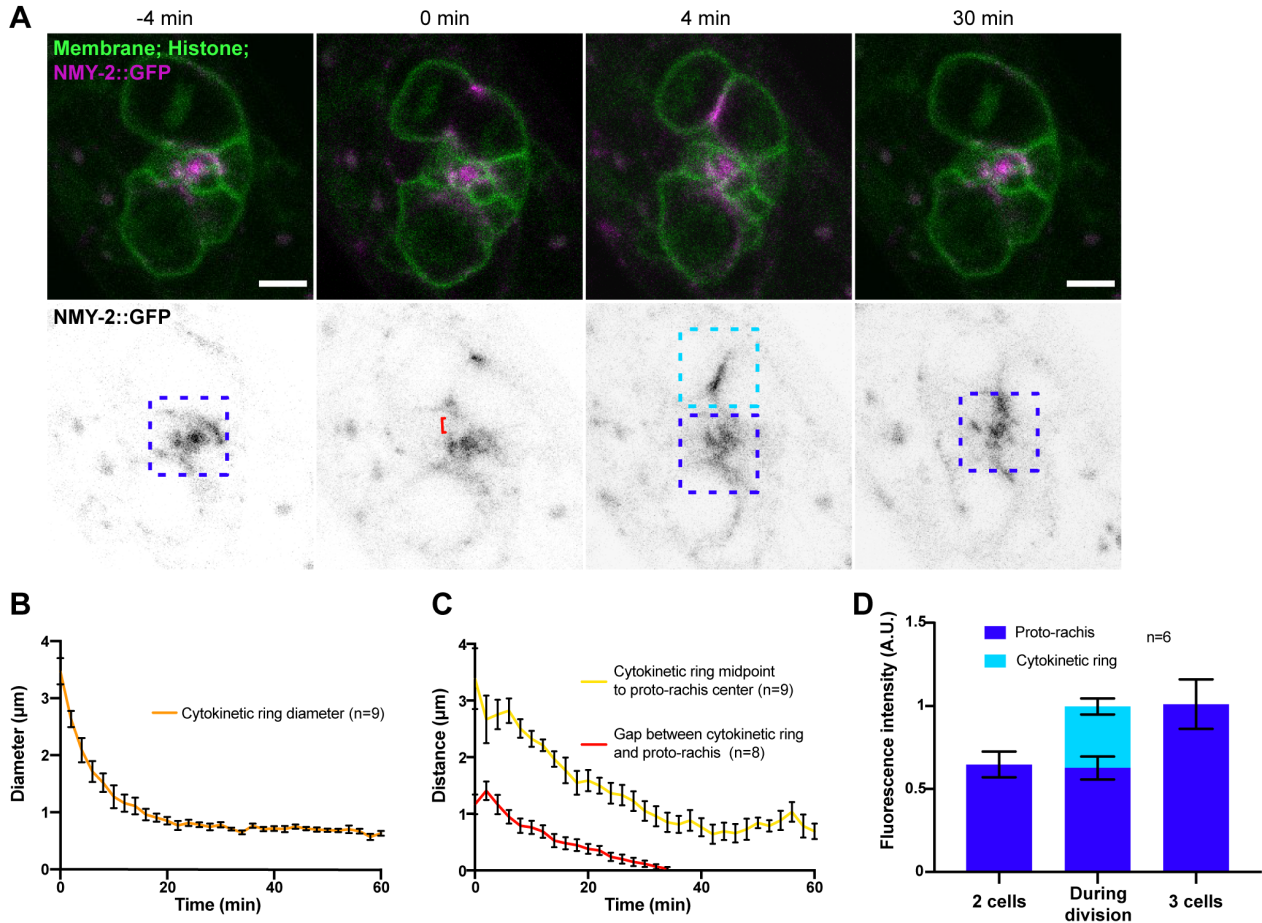 A
-4 min
0 min
4 min
30 min
Membrane; Histone;
NMY-2::GFP
NMY-2::GFP
B
Diameter (µm)
4
3
2
1
0
0
20
40
60
Time (min)
Cytokinetic ring diameter (n=9)
C
Distance (µm)
4
3
2
1
0
0
20
40
60
Time (min)
Cytokinetic ring midpoint
to proto-rachis center (n=9)
Gap between cytokinetic ring
and proto-rachis (n=8)
D
Fluorescence intensity (A.U.)
1.5
1
0.5
0
Proto-rachis
Cytokinetic ring
n=6
2 cells
During
division
3 cells